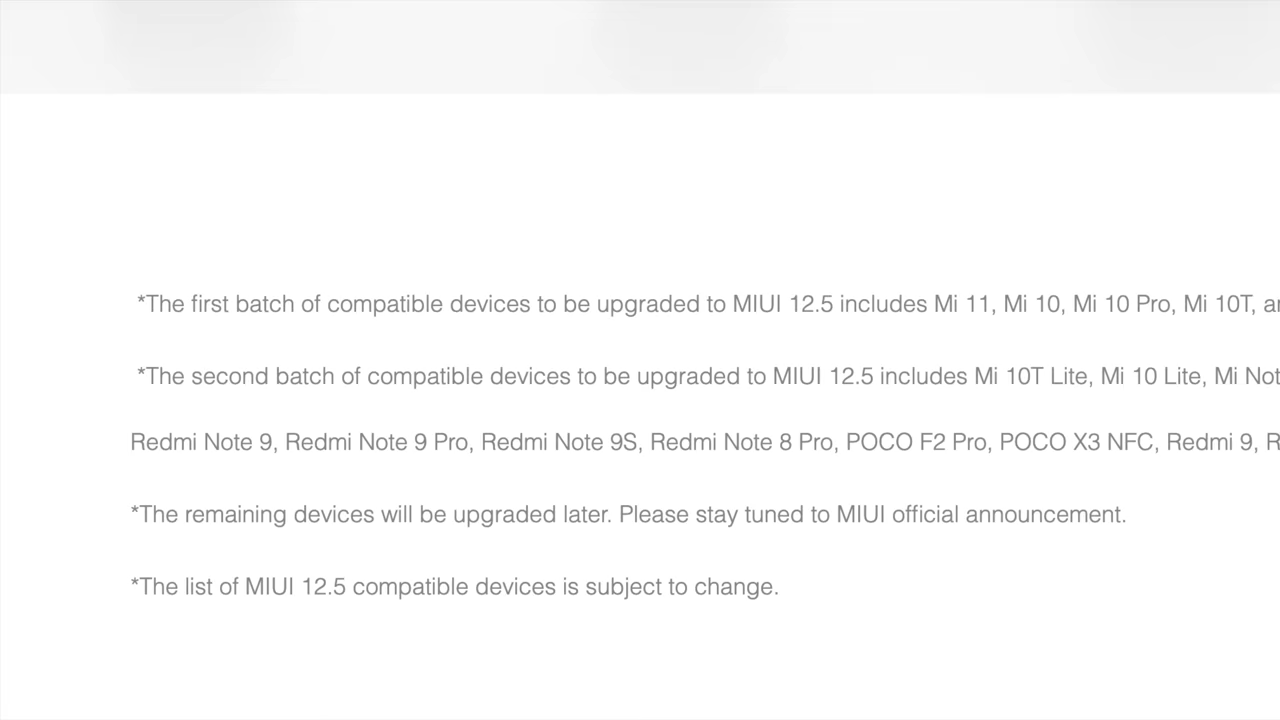 *The first batch of compatible devices to be upgraded to MIUI 12.5 includes Mi 11, Mi 10, Mi 10 Pro, Mi 10T,
*The second batch of compatible devices to be upgraded to MIUI 12.5 includes Mi 10T Lite, Mi 10 Lite, Mi
Redmi Note 9, Redmi Note 9 Pro, Redmi Note 9S, Redmi Note 8 Pro, POCO F2 Pro, POCO X3 NFC, Redmi 9,
*The remaining devices will be upgraded later. Please stay tuned to MIUI official announcement.
*The list of MIUI 12.5 compatible devices is subject to change.